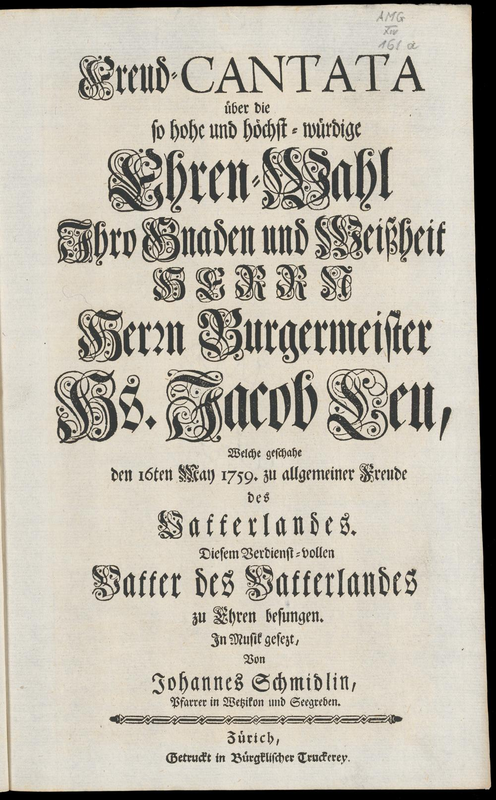 AMG
XIV
161 a
Freud-CANTATA
über die
so hohe und höchst-würdige
Ehren-Wahl
Ihro Gnaden und Weißheit
HERRN
Herrn Burgermeister
Hs. Jacob Leu,
Welche geschahe
den 16ten May 1759. zu allgemeiner Freude
des
Vatterlandes.
Diesem Verdienst-vollen
Vatter des Vatterlandes
zu Ehren besungen.
In Musik gesezt,
Von
Johannes Schmidlin,
Pfarrer in Wetzikon und Seegreben.
Zürich,
Getruckt in Bürgklischer Truckerey.